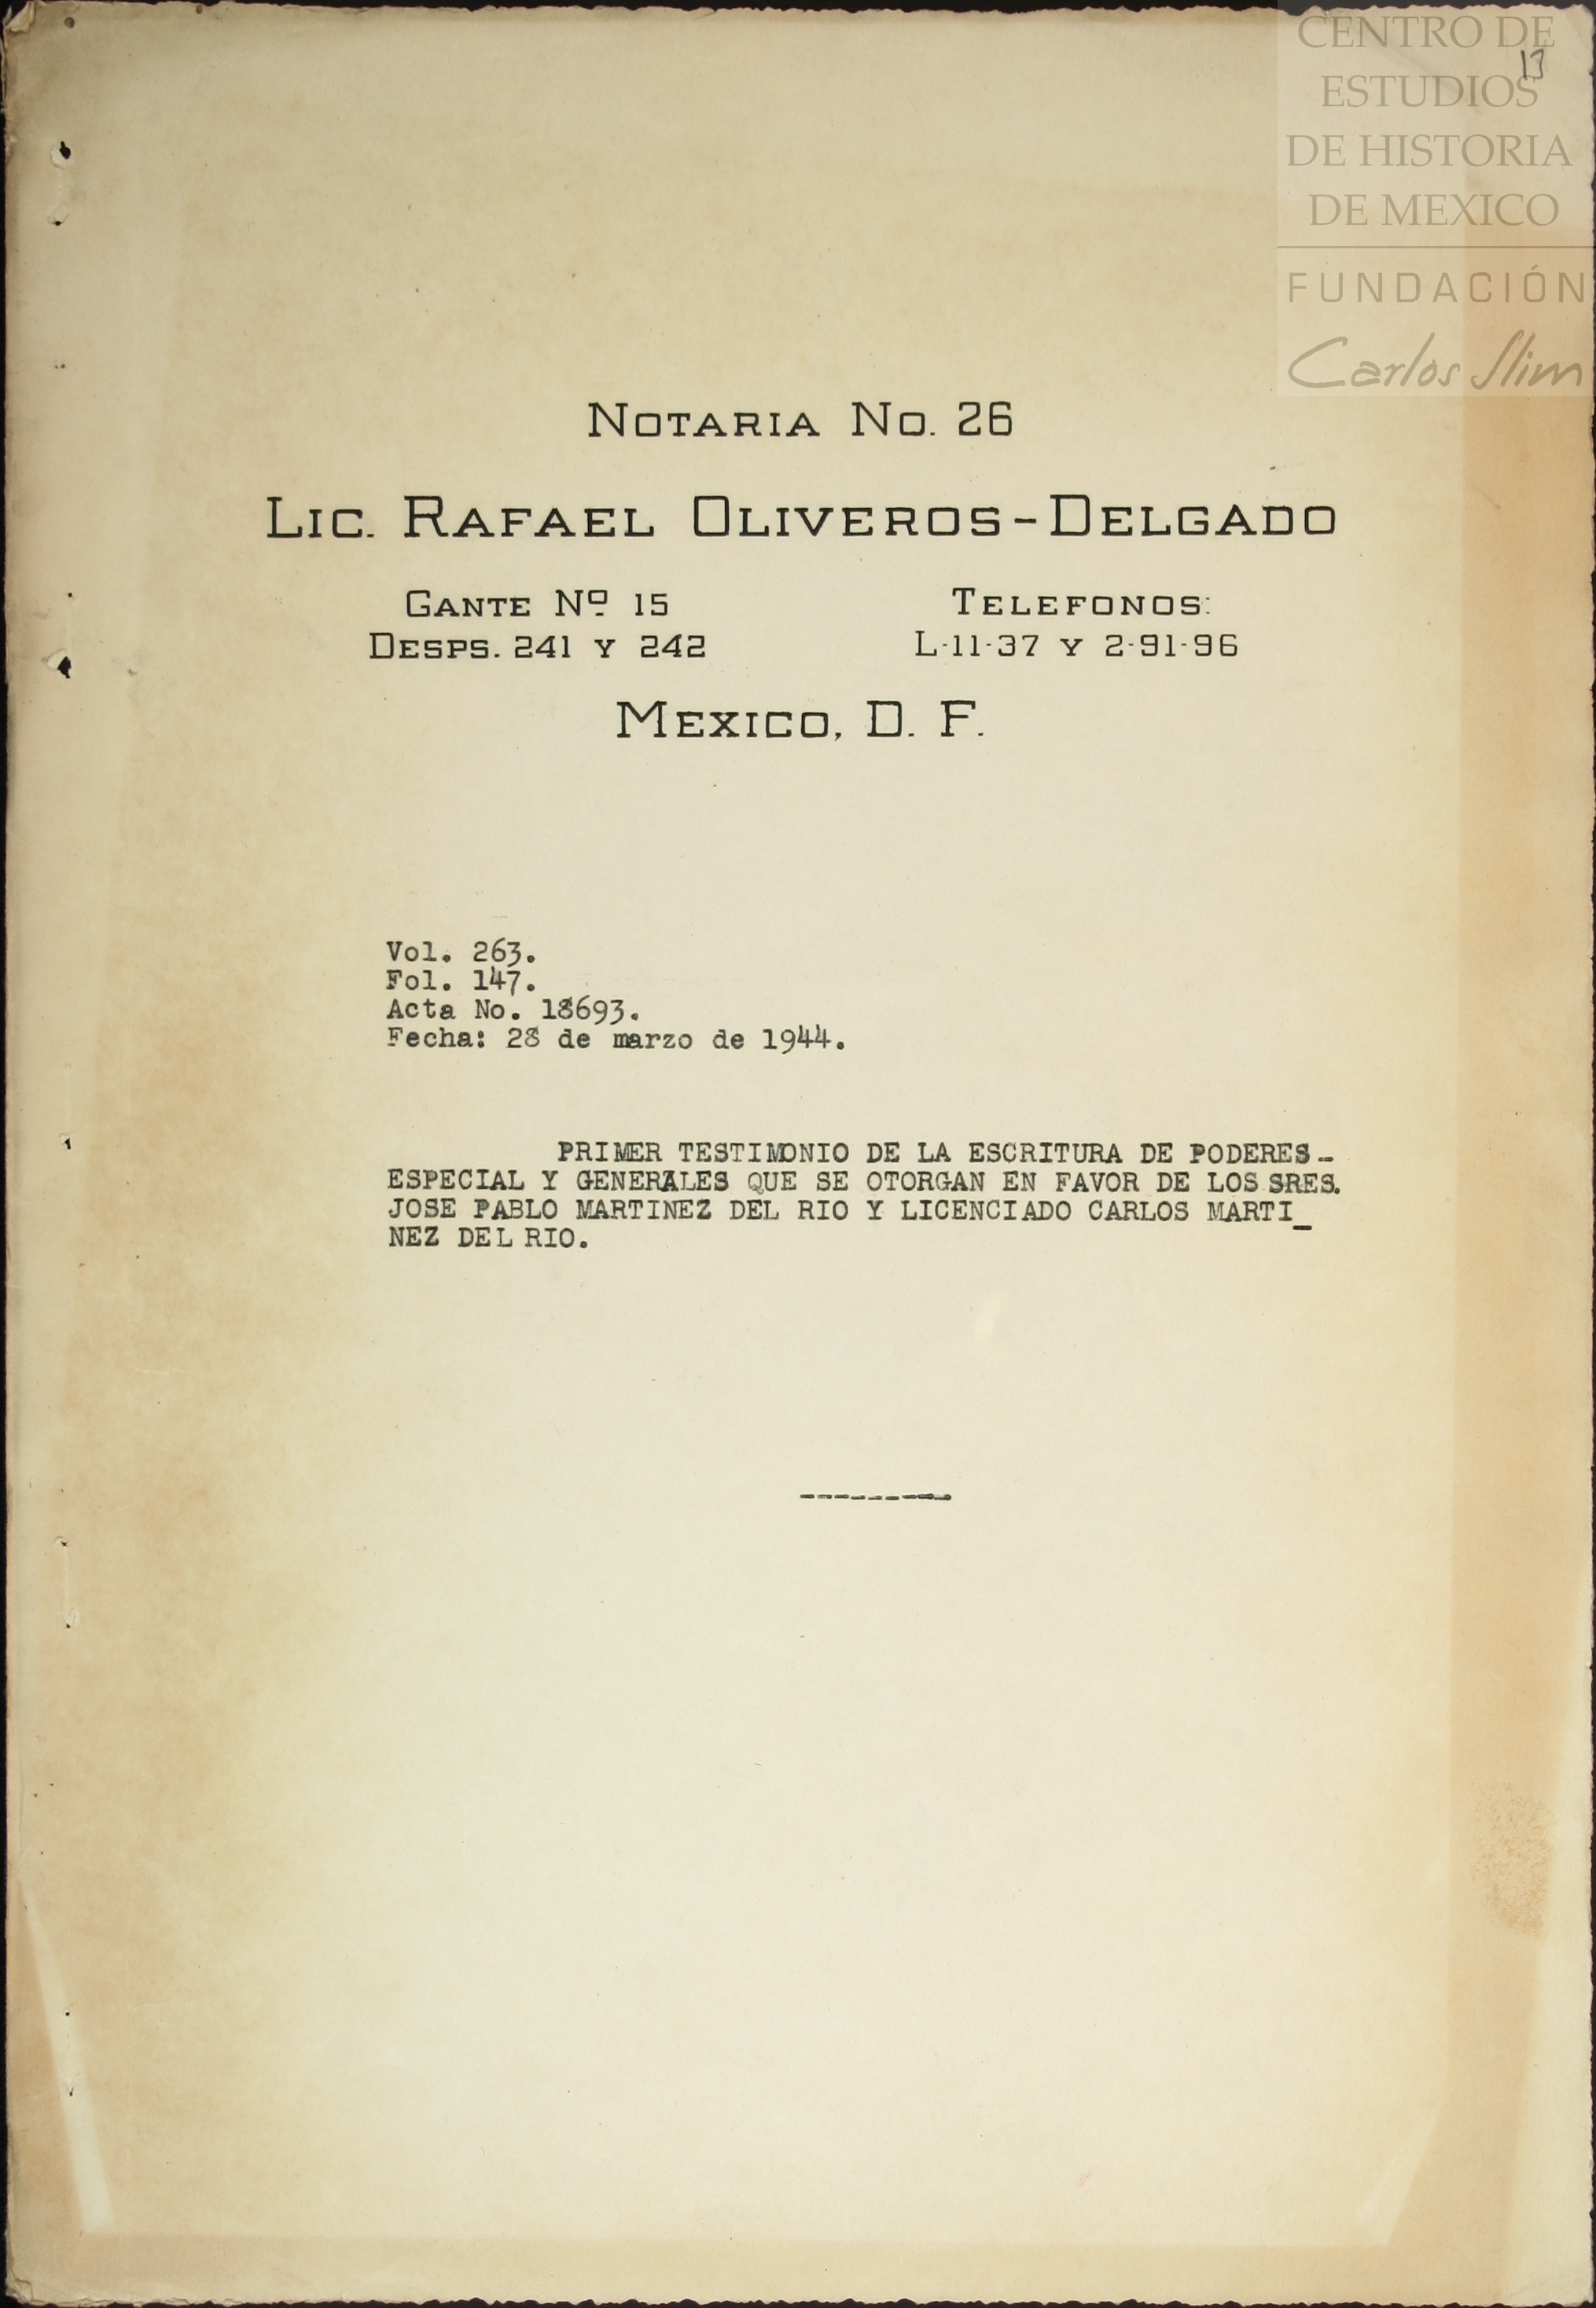 CENTRO DE
ESTUDIOS
DE HISTORIA
DE MEXICO
FUNDACIÓN
Carlos Slim
13
NOTARIA NO. 26
LIC. RAFAEL OLIVEROS-DELGADO
GANTE Nº 15
DESPS. 241 Y 242
TELEFONOS:
L-11-37 Y 2-91-96
MEXICO, D. F.
Vol. 263.
Fol. 147.
Acta No. 18693.
Fecha: 28 de marzo de 1944.
PRIMER TESTIMONIO DE LA ESCRITURA DE PODERES-
ESPECIAL Y GENERALES QUE SE OTORGAN EN FAVOR DE LOS SRES.
JOSE PABLO MARTINEZ DEL RIO Y LICENCIADO CARLOS MARTI_
NEZ DEL RIO.
---------